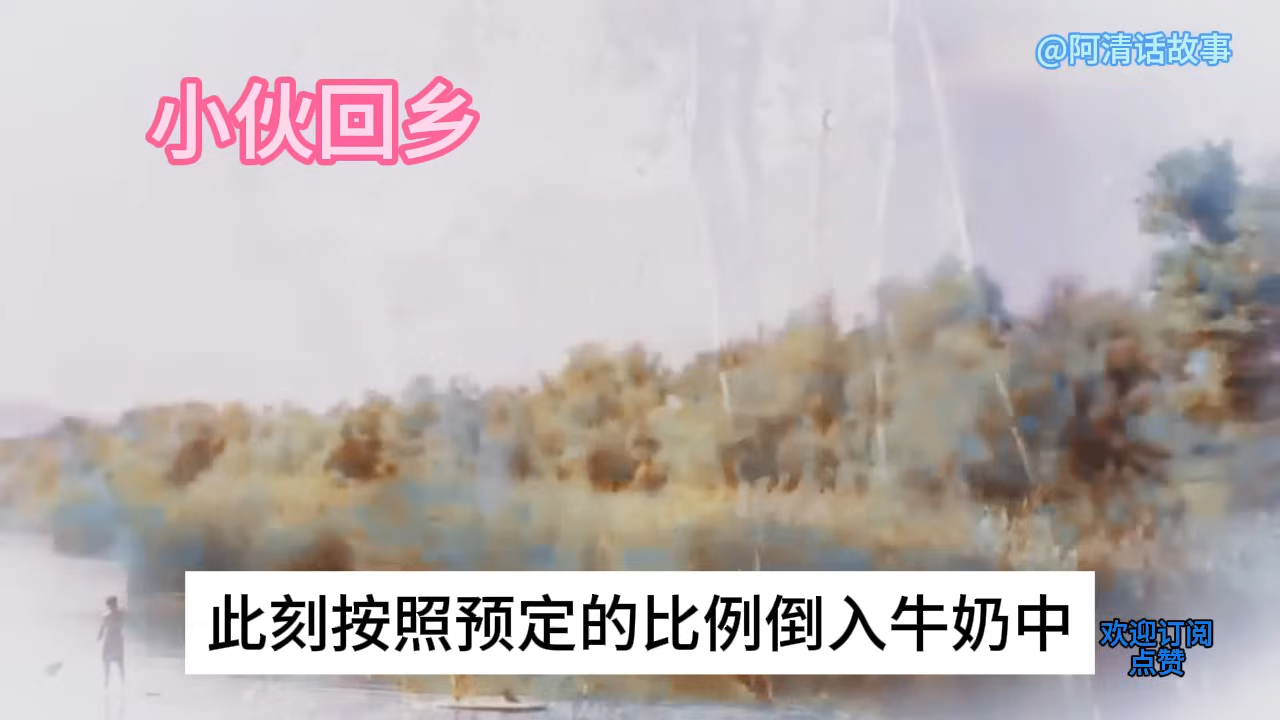 @阿清话故事
小伙回乡
此刻按照预定的比例倒入牛奶中
欢迎订阅
点赞